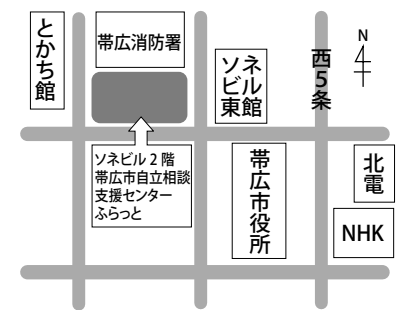 とかち館
帯広消防署
ソネビル東館
西5条
N
ソネビル2階
帯広市自立相談
支援センター
ふらっと
帯広市役所
北電
NHK